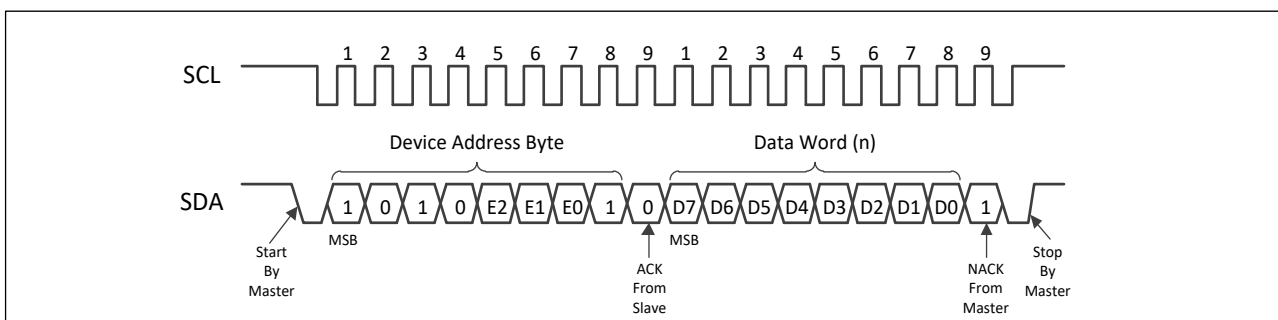 1 2 3 4 5 6 7 8 9 1 2 3 4 5 6 7 8 9
SCL
Device Address Byte Data Word (n)
SDA 1 0 1 0 E2 E1 E0 1 0 D7 D6 D5 D4 D3 D2 D1 D0 1
MSB MSB
Start
By
Master
ACK
From
Slave
NACK
From
Master
Stop
By
Master